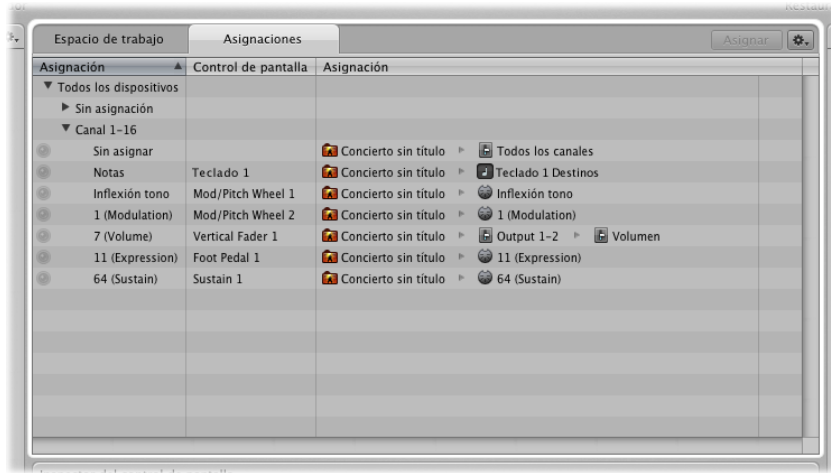 Espacio de trabajo Asignaciones Asignar
Asignación Control de pantalla Asignación
Todos los dispositivos
Sin asignación
Canal 1-16
Sin asignar Concierto sin título Todos los canales
Notas Teclado 1 Concierto sin título Teclado 1 Destinos
Inflexión tono Mod/Pitch Wheel 1 Concierto sin título Inflexión tono
1 (Modulation) Mod/Pitch Wheel 2 Concierto sin título 1 (Modulation)
7 (Volume) Vertical Fader 1 Concierto sin título Output 1-2 Volumen
11 (Expression) Foot Pedal 1 Concierto sin título 11 (Expression)
64 (Sustain) Sustain 1 Concierto sin título 64 (Sustain)